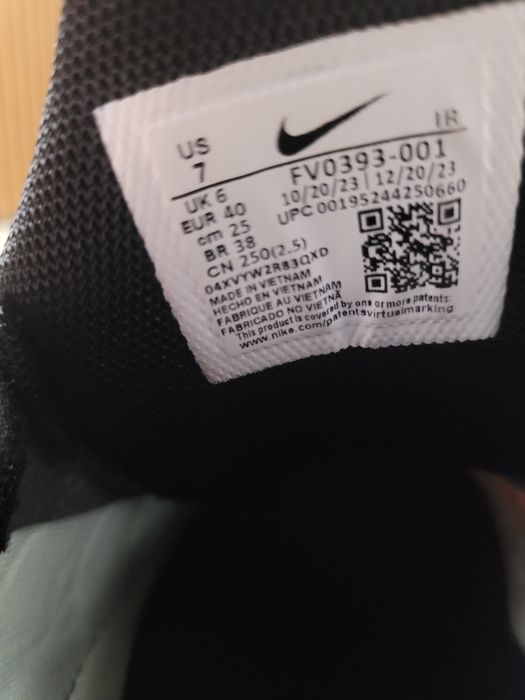 US
7
IR
FV0393-001
10/20/23 | 12/20/23
UPC 00195244250660
UK 6
EUR 40
cm 25
BR 38
CN 250(2.5)
04XVYW2R83QXD
MADE IN VIETNAM
HECHO EN VIETNAM
FABRIQUE AU VIETNAM
FABRICADO NO VIETNÃ
This product is covered by one or more patents:
www.nike.com/patentsvirtualmarking